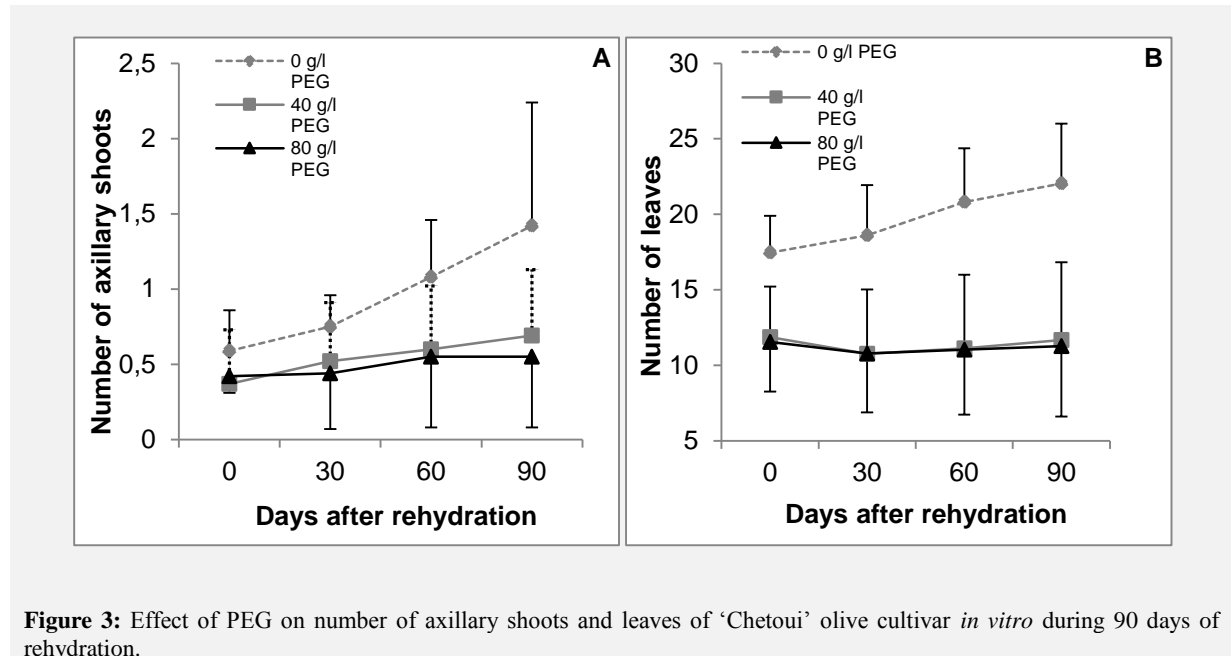 A
2,5
2
1,5
1
0,5
0
0 g/l
PEG
40 g/l
PEG
80 g/l
PEG
Number of axillary shoots
0 30 60 90
Days after rehydration
B
30
25
20
15
10
5
0 g/l PEG
40 g/l
PEG
80 g/l
PEG
Number of leaves
0 30 60 90
Days after rehydration
Figure 3: Effect of PEG on number of axillary shoots and leaves of ‘Chetoui’ olive cultivar in vitro during 90 days of
rehydration.